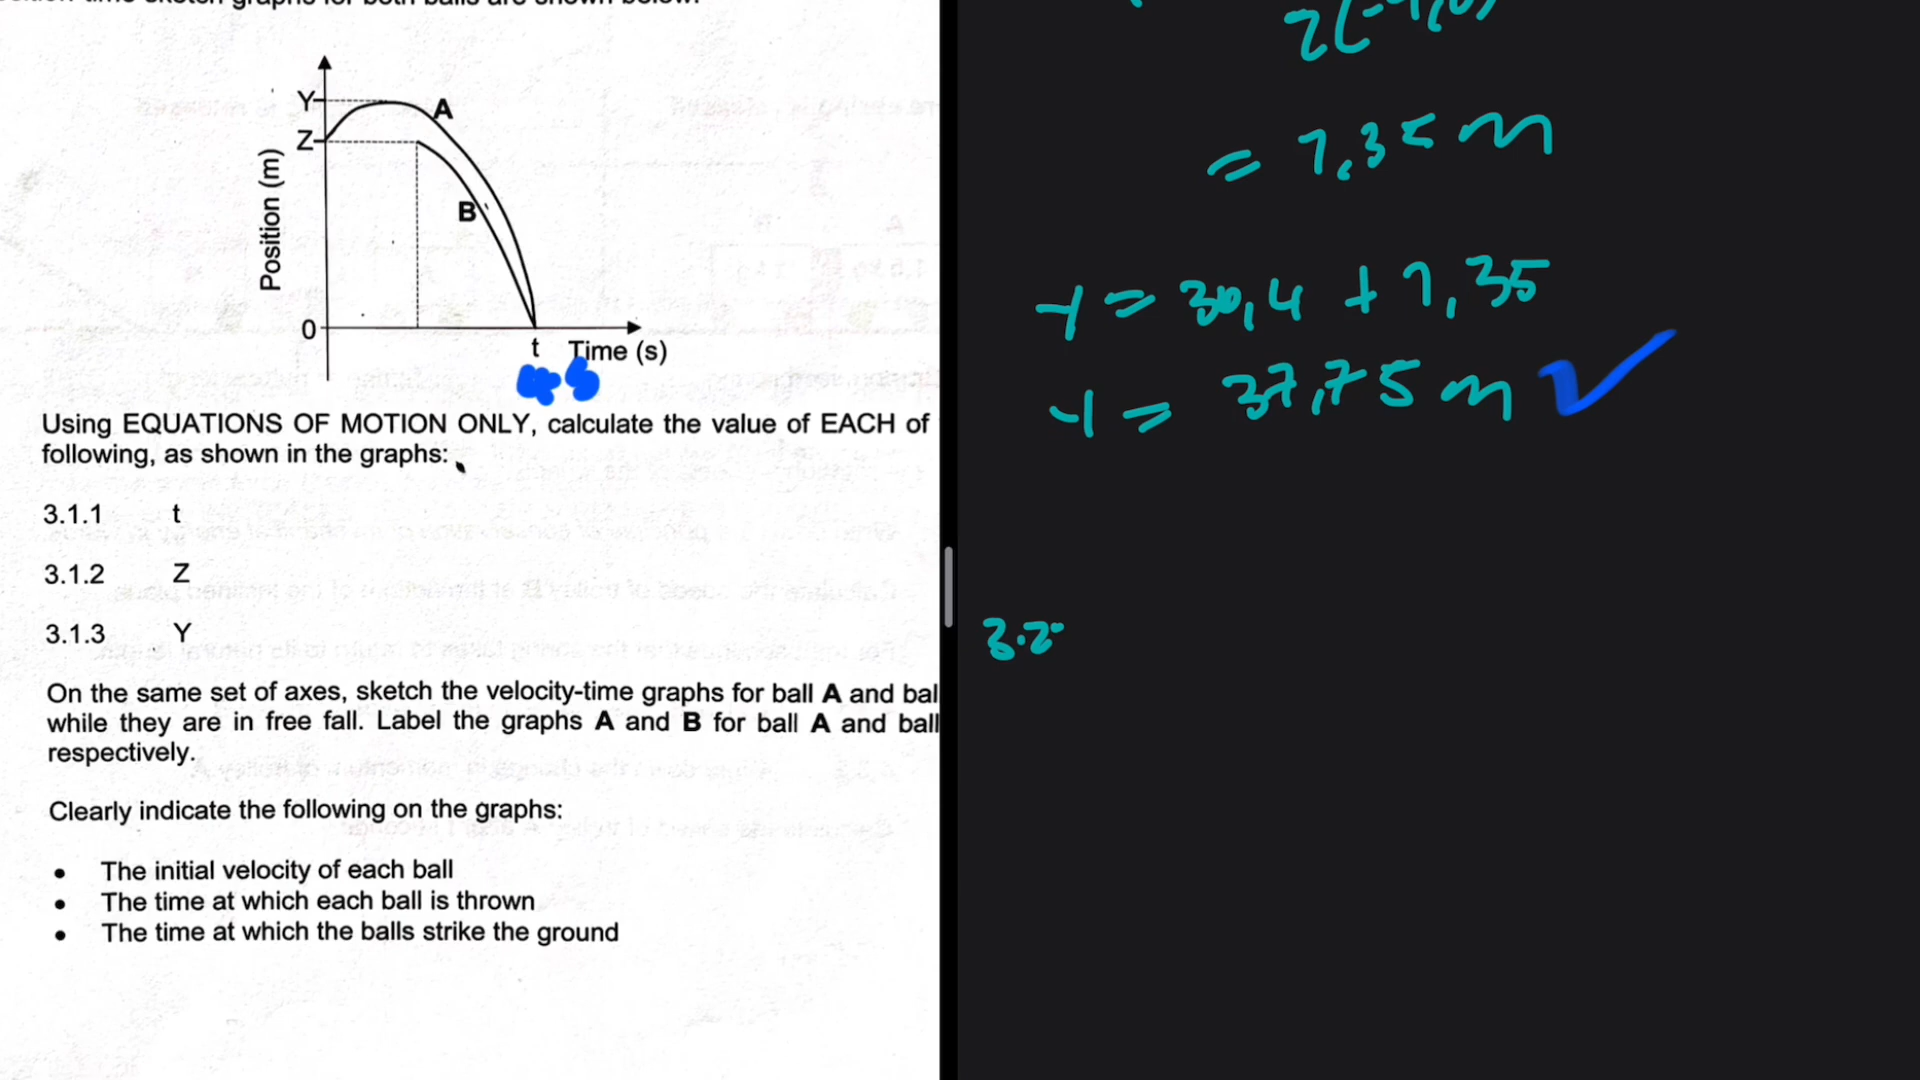 Y
A
Z
B
Position (m)
0
t Time (s)
4 s
Using EQUATIONS OF MOTION ONLY, calculate the value of EACH of
following, as shown in the graphs:
3.1.1 t
3.1.2 Z
3.1.3 Y
On the same set of axes, sketch the velocity-time graphs for ball A and bal
while they are in free fall. Label the graphs A and B for ball A and ball
respectively.
Clearly indicate the following on the graphs:
• The initial velocity of each ball
• The time at which each ball is thrown
• The time at which the balls strike the ground
= 7,35 m
Y = 30,4 + 7,35
Y = 37,75 m
3.2